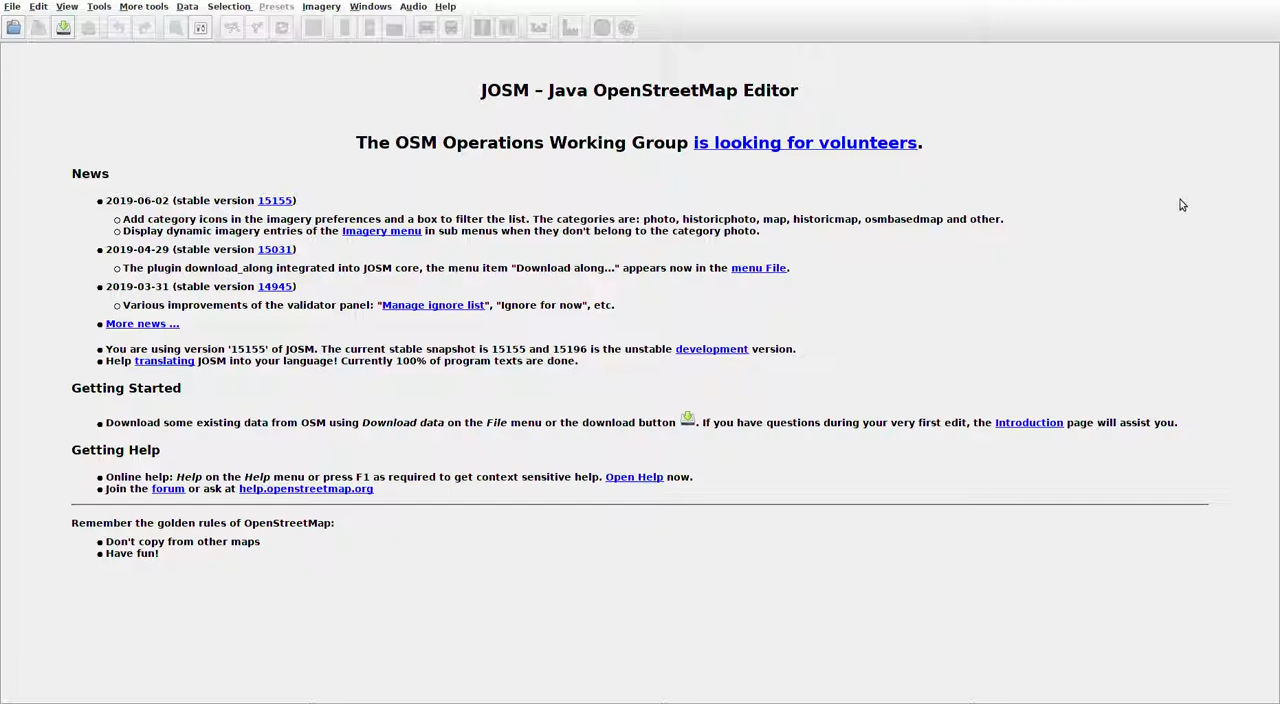 File Edit View Tools More tools Data Selection Presets Imagery Windows Audio Help
JOSM – Java OpenStreetMap Editor
The OSM Operations Working Group is looking for volunteers.
News
2019-06-02 (stable version 15155)
Add category icons in the imagery preferences and a box to filter the list. The categories are: photo, historicphoto, map, historicmap, osmbasedmap and other.
Display dynamic imagery entries of the Imagery menu in sub menus when they don't belong to the category photo.
2019-04-29 (stable version 15031)
The plugin download_along integrated into JOSM core, the menu item "Download along..." appears now in the menu File.
2019-03-31 (stable version 14945)
Various improvements of the validator panel: "Manage ignore list", "Ignore for now", etc.
More news ...
You are using version '15155' of JOSM. The current stable snapshot is 15155 and 15196 is the unstable development version.
Help translating JOSM into your language! Currently 100% of program texts are done.
Getting Started
Download some existing data from OSM using Download data on the File menu or the download button . If you have questions during your very first edit, the Introduction page will assist you.
Getting Help
Online help: Help on the Help menu or press F1 as required to get context sensitive help. Open Help now.
Join the forum or ask at help.openstreetmap.org
Remember the golden rules of OpenStreetMap:
Don't copy from other maps
Have fun!